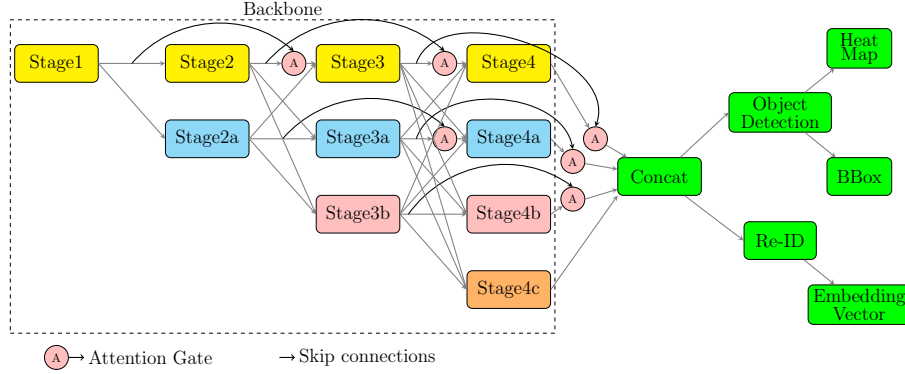 Backbone
Stage1
Stage2
A
Stage3
A
Stage4
Heat
Map
Stage2a
Stage3a
A
Stage4a
A
A
Object
Detection
Concat
BBox
Stage3b
Stage4b
A
Re-ID
Stage4c
Embedding
Vector
A
Attention Gate
Skip connections